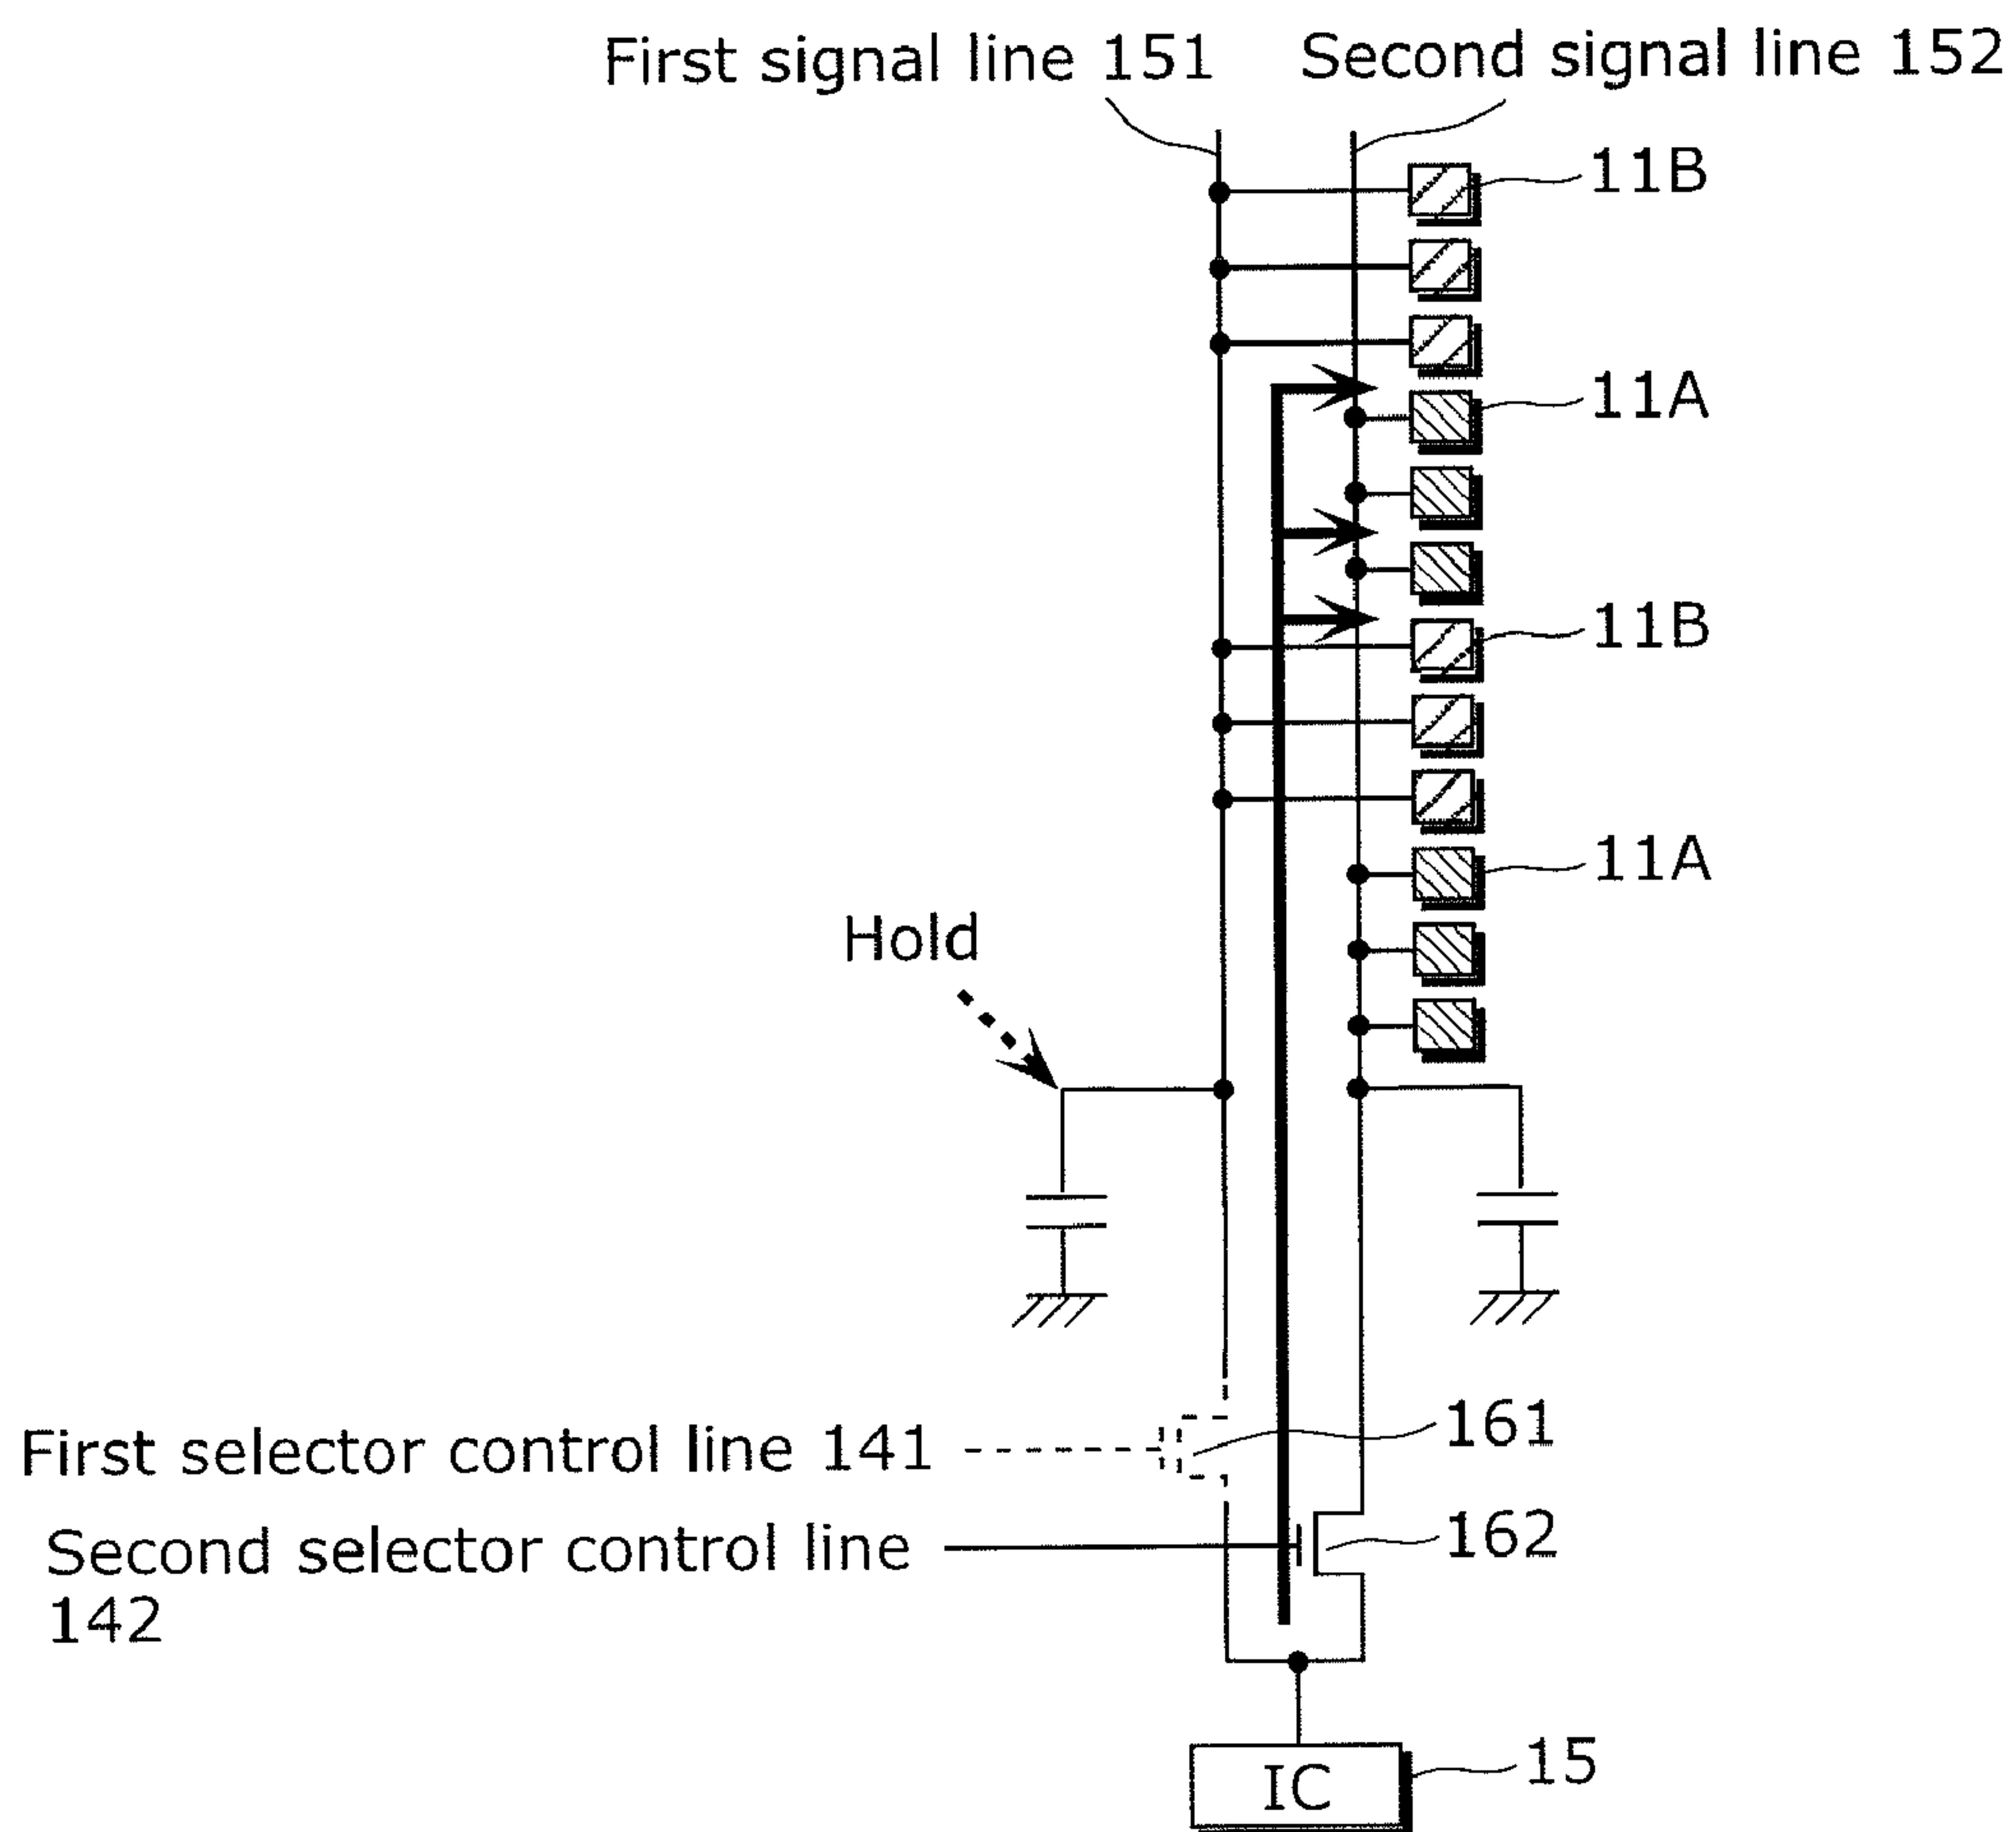 First signal line 151
Second signal line 152
11B
11A
11B
11A
Hold
First selector control line 141
161
Second selector control line
142
162
IC
15